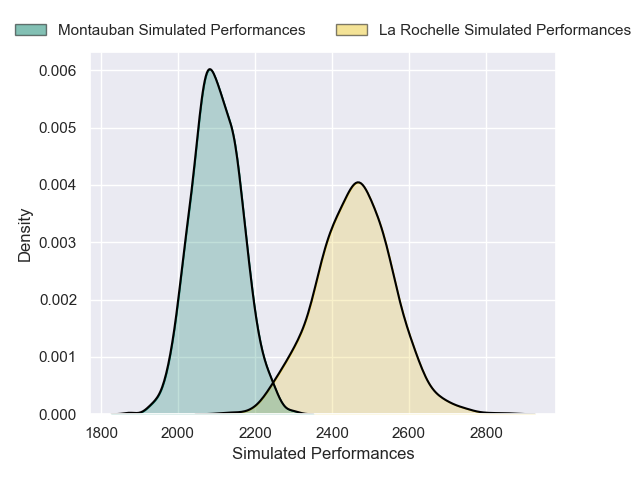 Montauban Simulated Performances La Rochelle Simulated Performances
0.006
0.005
0.004
0.003
0.002
0.001
0.000
Density
1800 2000 2200 2400 2600 2800
Simulated Performances